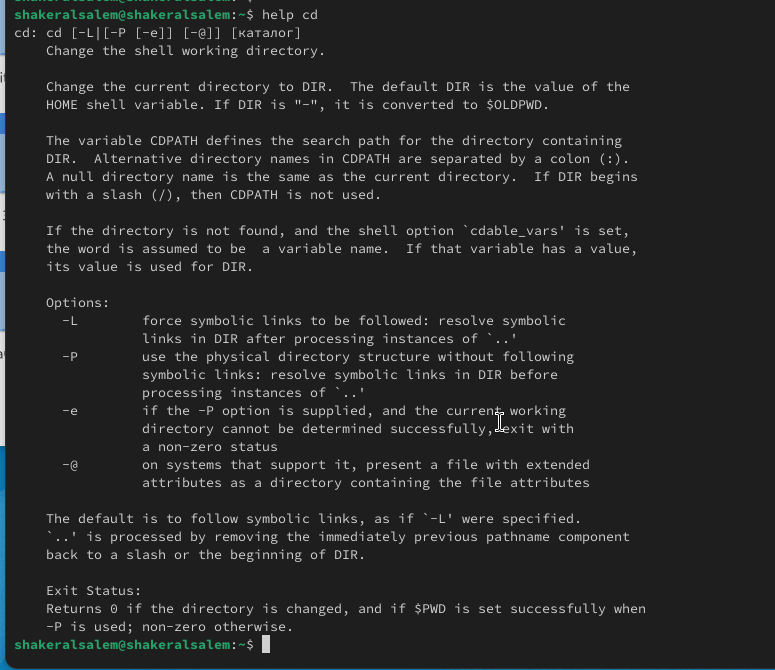 shakeralsalem@shakeralsalem:~$ help cd
cd: cd [-L|[-P [-e]] [-@]] [каталог]
    Change the shell working directory.

    Change the current directory to DIR.  The default DIR is the value of the
    HOME shell variable. If DIR is "-", it is converted to $OLDPWD.

    The variable CDPATH defines the search path for the directory containing
    DIR.  Alternative directory names in CDPATH are separated by a colon (:).
    A null directory name is the same as the current directory.  If DIR begins
    with a slash (/), then CDPATH is not used.

    If the directory is not found, and the shell option `cdable_vars' is set,
    the word is assumed to be  a variable name.  If that variable has a value,
    its value is used for DIR.

    Options:
      -L        force symbolic links to be followed: resolve symbolic
                links in DIR after processing instances of `..'
      -P        use the physical directory structure without following
                symbolic links: resolve symbolic links in DIR before
                processing instances of `..'
      -e        if the -P option is supplied, and the current working
                directory cannot be determined successfully, exit with
                a non-zero status
      -@        on systems that support it, present a file with extended
                attributes as a directory containing the file attributes

    The default is to follow symbolic links, as if `-L' were specified.
    `..' is processed by removing the immediately previous pathname component
    back to a slash or the beginning of DIR.

    Exit Status:
    Returns 0 if the directory is changed, and if $PWD is set successfully when
    -P is used; non-zero otherwise.
shakeralsalem@shakeralsalem:~$